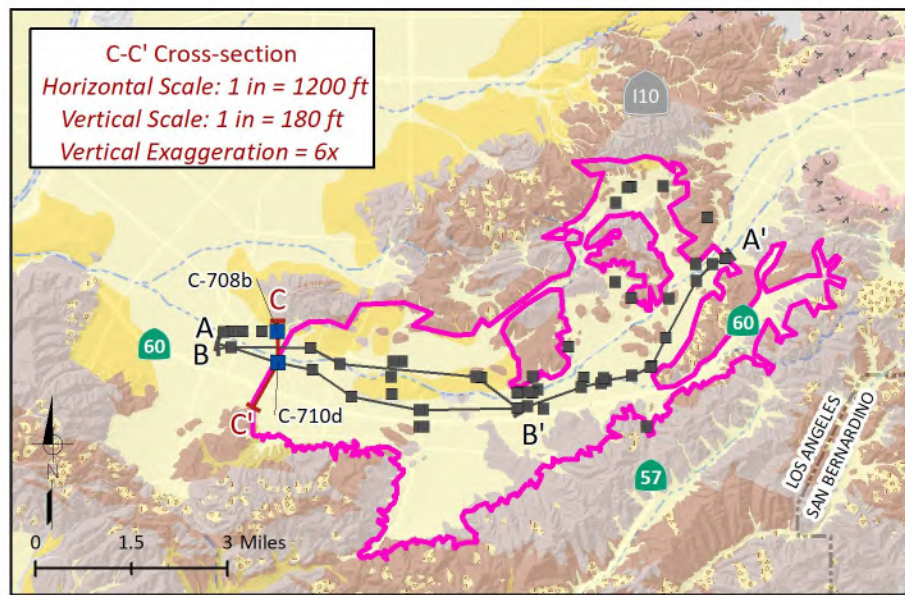 C-C' Cross-section
Horizontal Scale: 1 in = 1200 ft
Vertical Scale: 1 in = 180 ft
Vertical Exaggeration = 6x
I10
C-708b
A'
C
A
B
60
60
C'
C-710d
B'
57
LOS ANGELES
SAN BERNARDINO
N
0 1.5 3 Miles